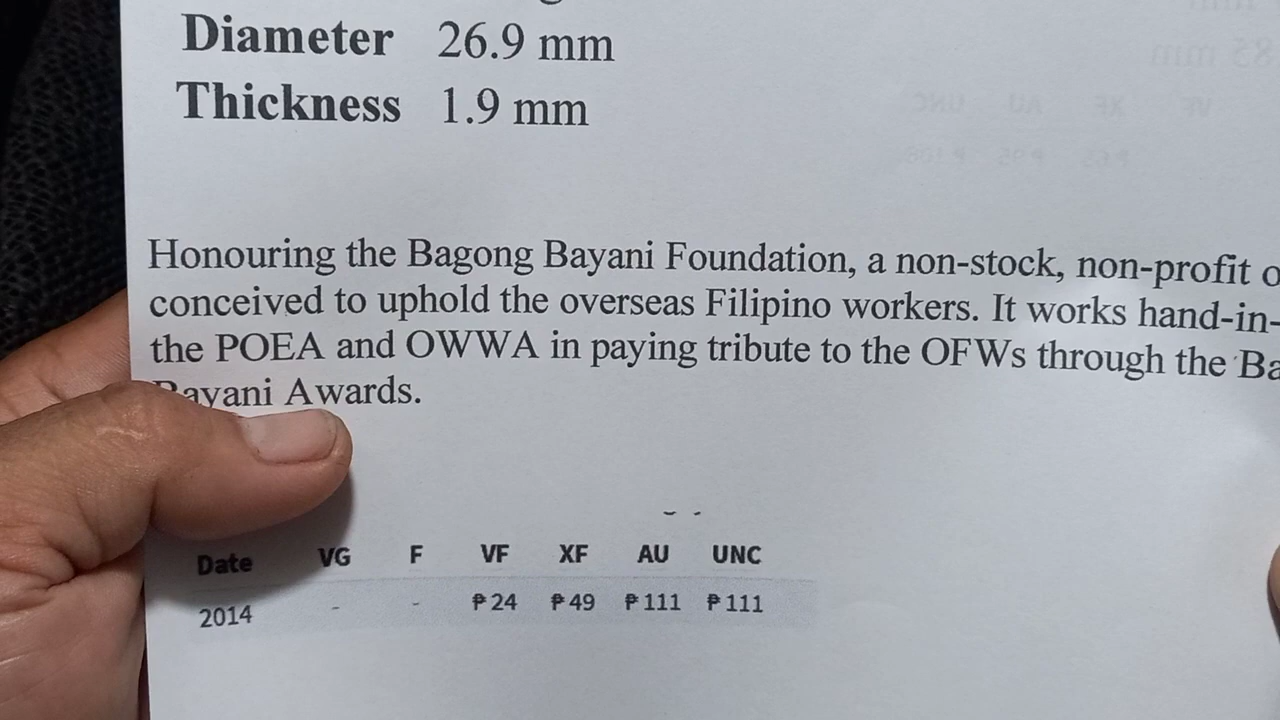 Diameter 26.9 mm
Thickness 1.9 mm
Honouring the Bagong Bayani Foundation, a non-stock, non-profit
conceived to uphold the overseas Filipino workers. It works hand-in-
the POEA and OWWA in paying tribute to the OFWs through the Ba
Bayani Awards.
Date VG F VF XF AU UNC
2014 - - ₱24 ₱49 ₱111 ₱111